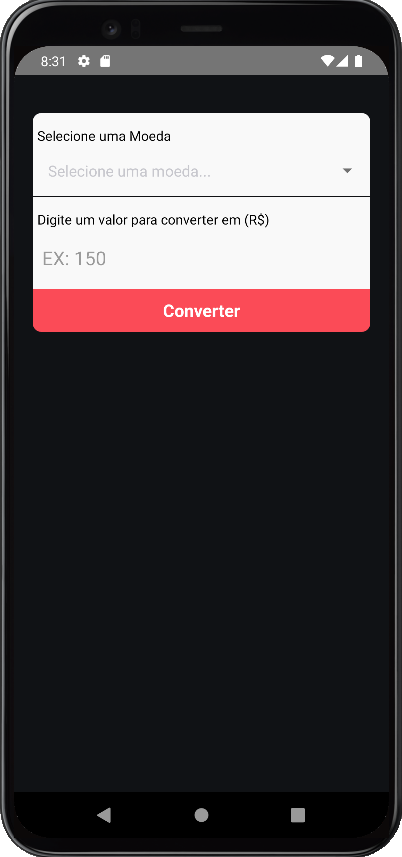 8:31
Selecione uma Moeda
Selecione uma moeda...
Digite um valor para converter em (R$)
EX: 150
Converter